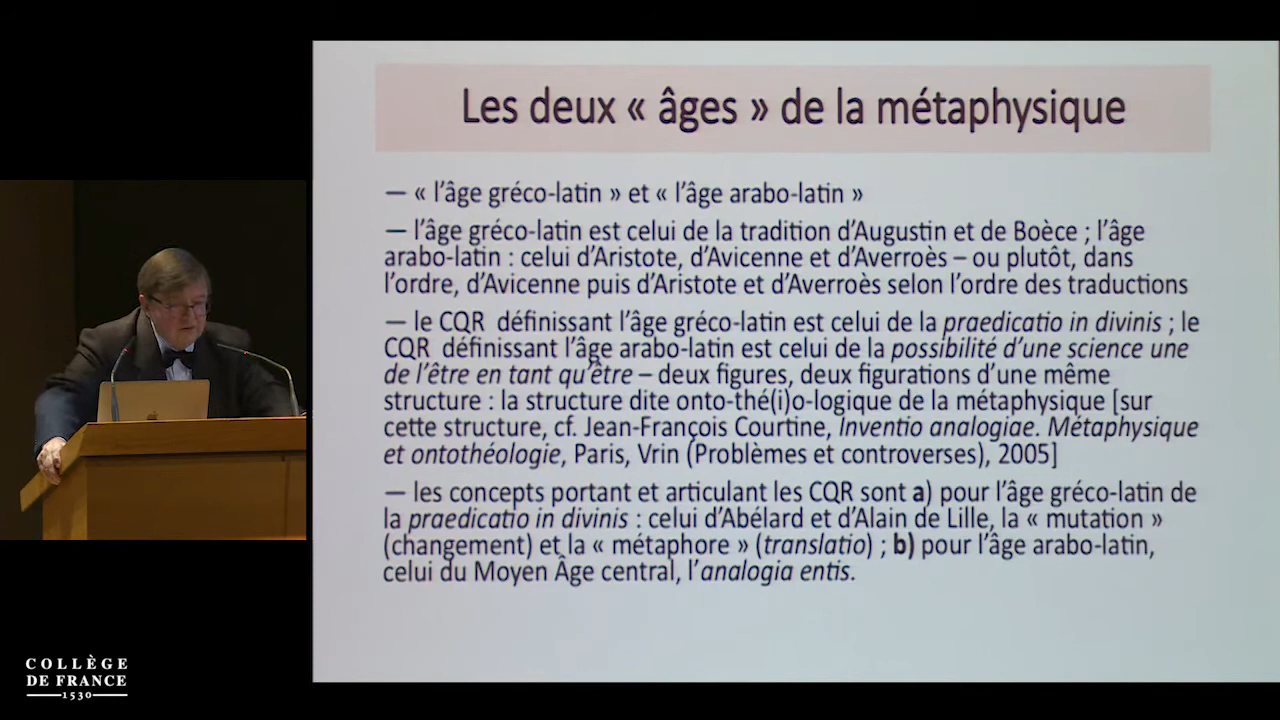 Les deux « âges » de la métaphysique
— « l'âge gréco-latin » et « l'âge arabo-latin »
— l'âge gréco-latin est celui de la tradition d'Augustin et de Boèce ; l'âge
arabo-latin : celui d'Aristote, d'Avicenne et d'Averroès – ou plutôt, dans
l'ordre, d'Avicenne puis d'Aristote et d'Averroès selon l'ordre des traductions
— le CQR définissant l'âge gréco-latin est celui de la praedicatio in divinis ; le
CQR définissant l'âge arabo-latin est celui de la possibilité d'une science une
de l'être en tant qu'être – deux figures, deux figurations d'une même
structure : la structure dite onto-thé(i)o-logique de la métaphysique [sur
cette structure, cf. Jean-François Courtine, Inventio analogiae. Métaphysique
et ontothéologie, Paris, Vrin (Problèmes et controverses), 2005]
— les concepts portant et articulant les CQR sont a) pour l'âge gréco-latin de
la praedicatio in divinis : celui d'Abélard et d'Alain de Lille, la « mutation »
(changement) et la « métaphore » (translatio) ; b) pour l'âge arabo-latin,
celui du Moyen Âge central, l'analogia entis.
COLLÈGE
DE FRANCE
1530